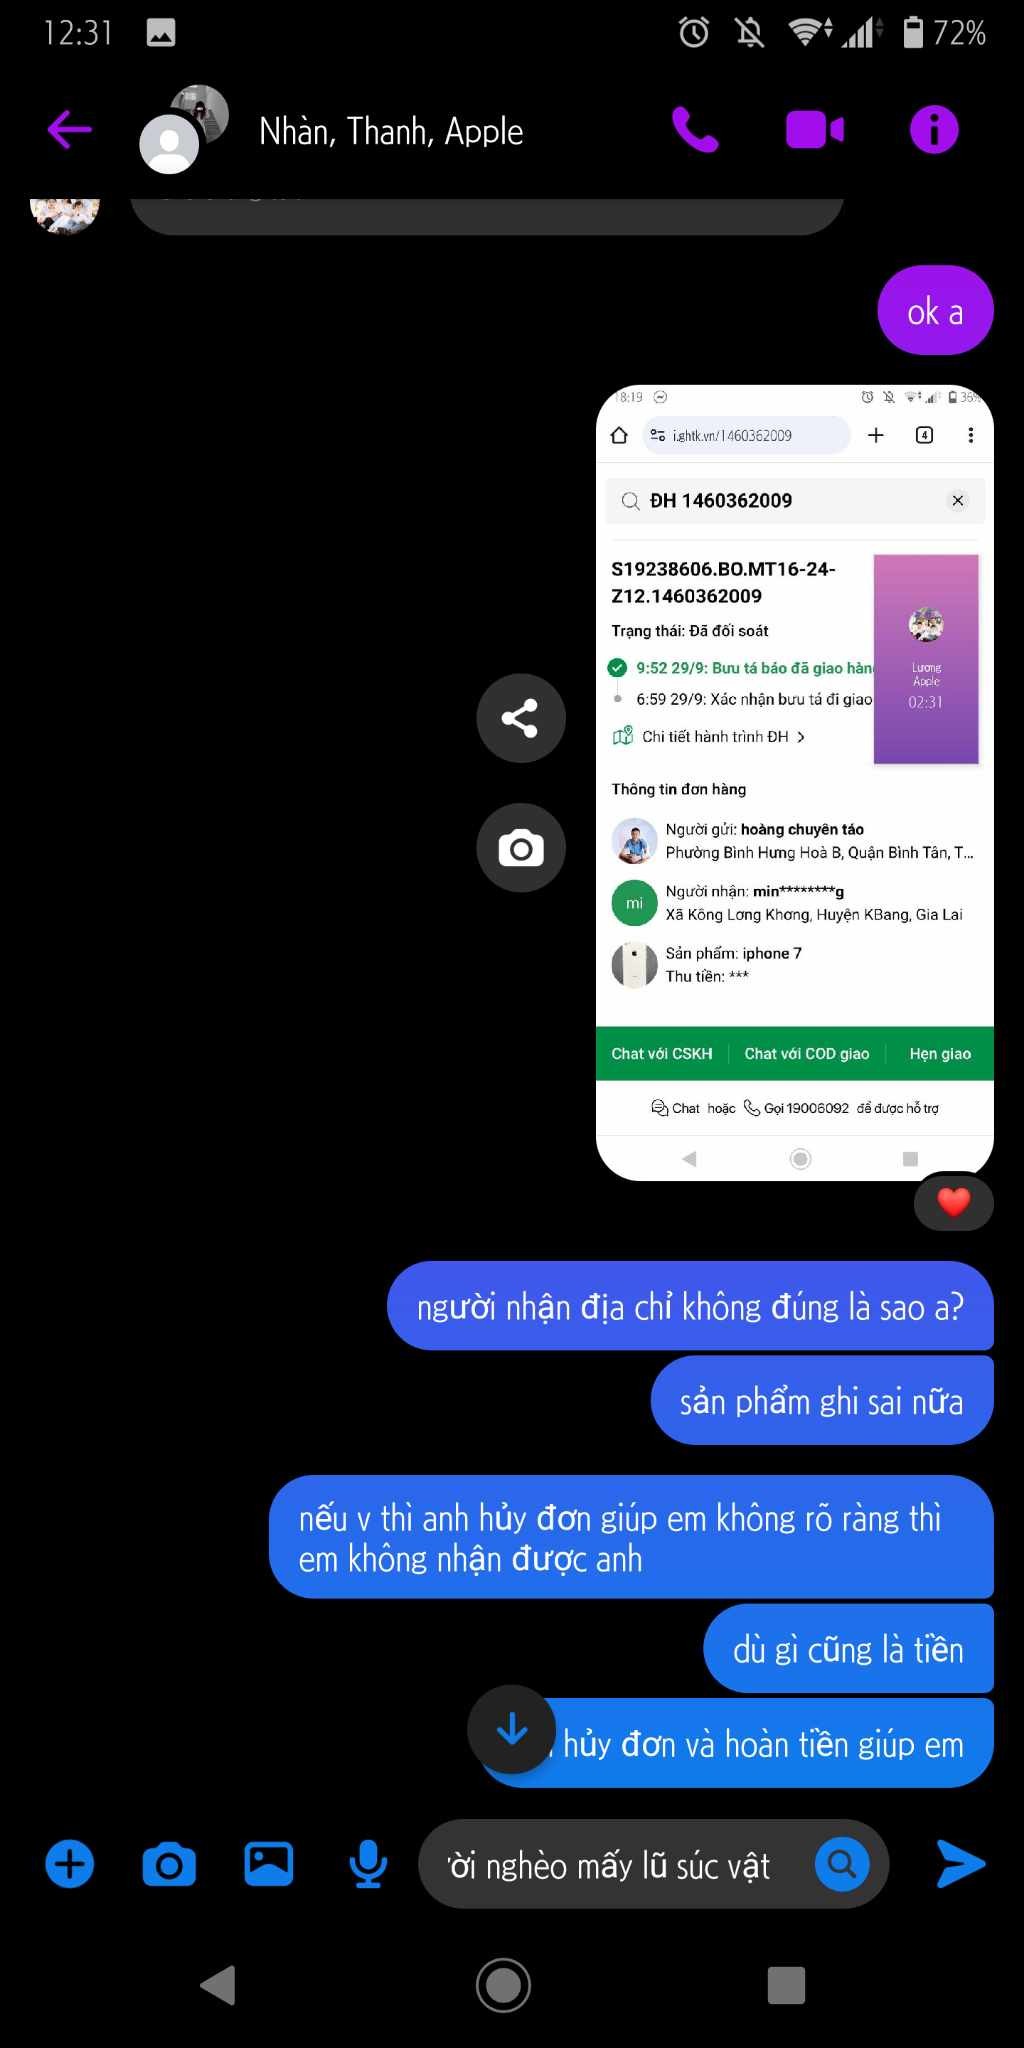 12:31
72%
Nhàn, Thanh, Apple
ok a
18:19
36%
i.ghtk.vn/1460362009
4
ĐH 1460362009
S19238606.BO.MT16-24-
Z12.1460362009
Trạng thái: Đã đối soát
9:52 29/9: Bưu tá báo đã giao hàn
6:59 29/9: Xác nhận bưu tá đi giao
Lương
Apple
02:31
Chi tiết hành trình ĐH
Thông tin đơn hàng
Người gửi: hoàng chuyên táo
Phường Bình Hưng Hoà B, Quận Bình Tân, T...
mi
Người nhận: min********g
Xã Kông Lơng Khơng, Huyện KBang, Gia Lai
Sản phẩm: iphone 7
Thu tiền: ***
Chat với CSKH
Chat với COD giao
Hẹn giao
Chat hoặc Gọi 19006092 để được hỗ trợ
người nhận địa chỉ không đúng là sao a?
sản phẩm ghi sai nữa
nếu v thì anh hủy đơn giúp em không rõ ràng thì
em không nhận được anh
dù gì cũng là tiền
hủy đơn và hoàn tiền giúp em
ời nghèo mấy lũ súc vật